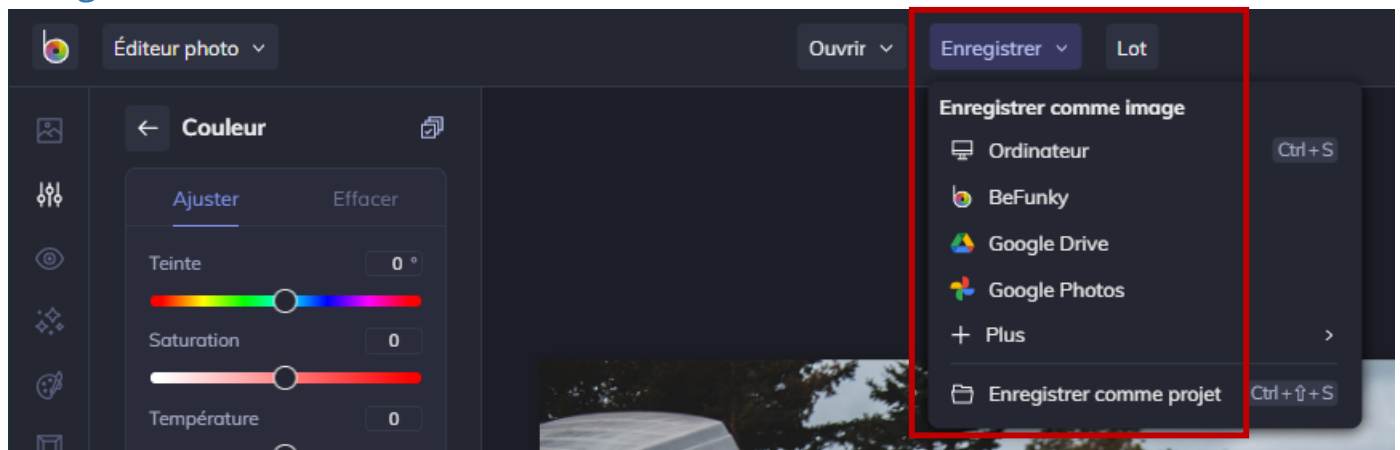 Éditeur photo
Ouvrir
Enregistrer
Lot
Couleur
Ajuster
Effacer
Teinte
0 °
Saturation
0
Température
0
Enregistrer comme image
Ordinateur
Ctrl+S
BeFunky
Google Drive
Google Photos
Plus
Enregistrer comme projet
Ctrl+⇧+S